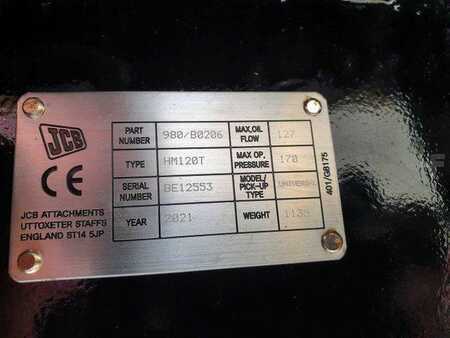 JCB
CE
JCB ATTACHMENTS
UTTOXETER STAFFS
ENGLAND ST14 5JP
PART NUMBER 980/B0206 MAX.OIL FLOW 127
TYPE HM120T MAX OP. PRESSURE 170
SERIAL NUMBER BE12553 MODEL/ PICK-UP TYPE UNIVERSAL
YEAR 2021 WEIGHT
401/GB175